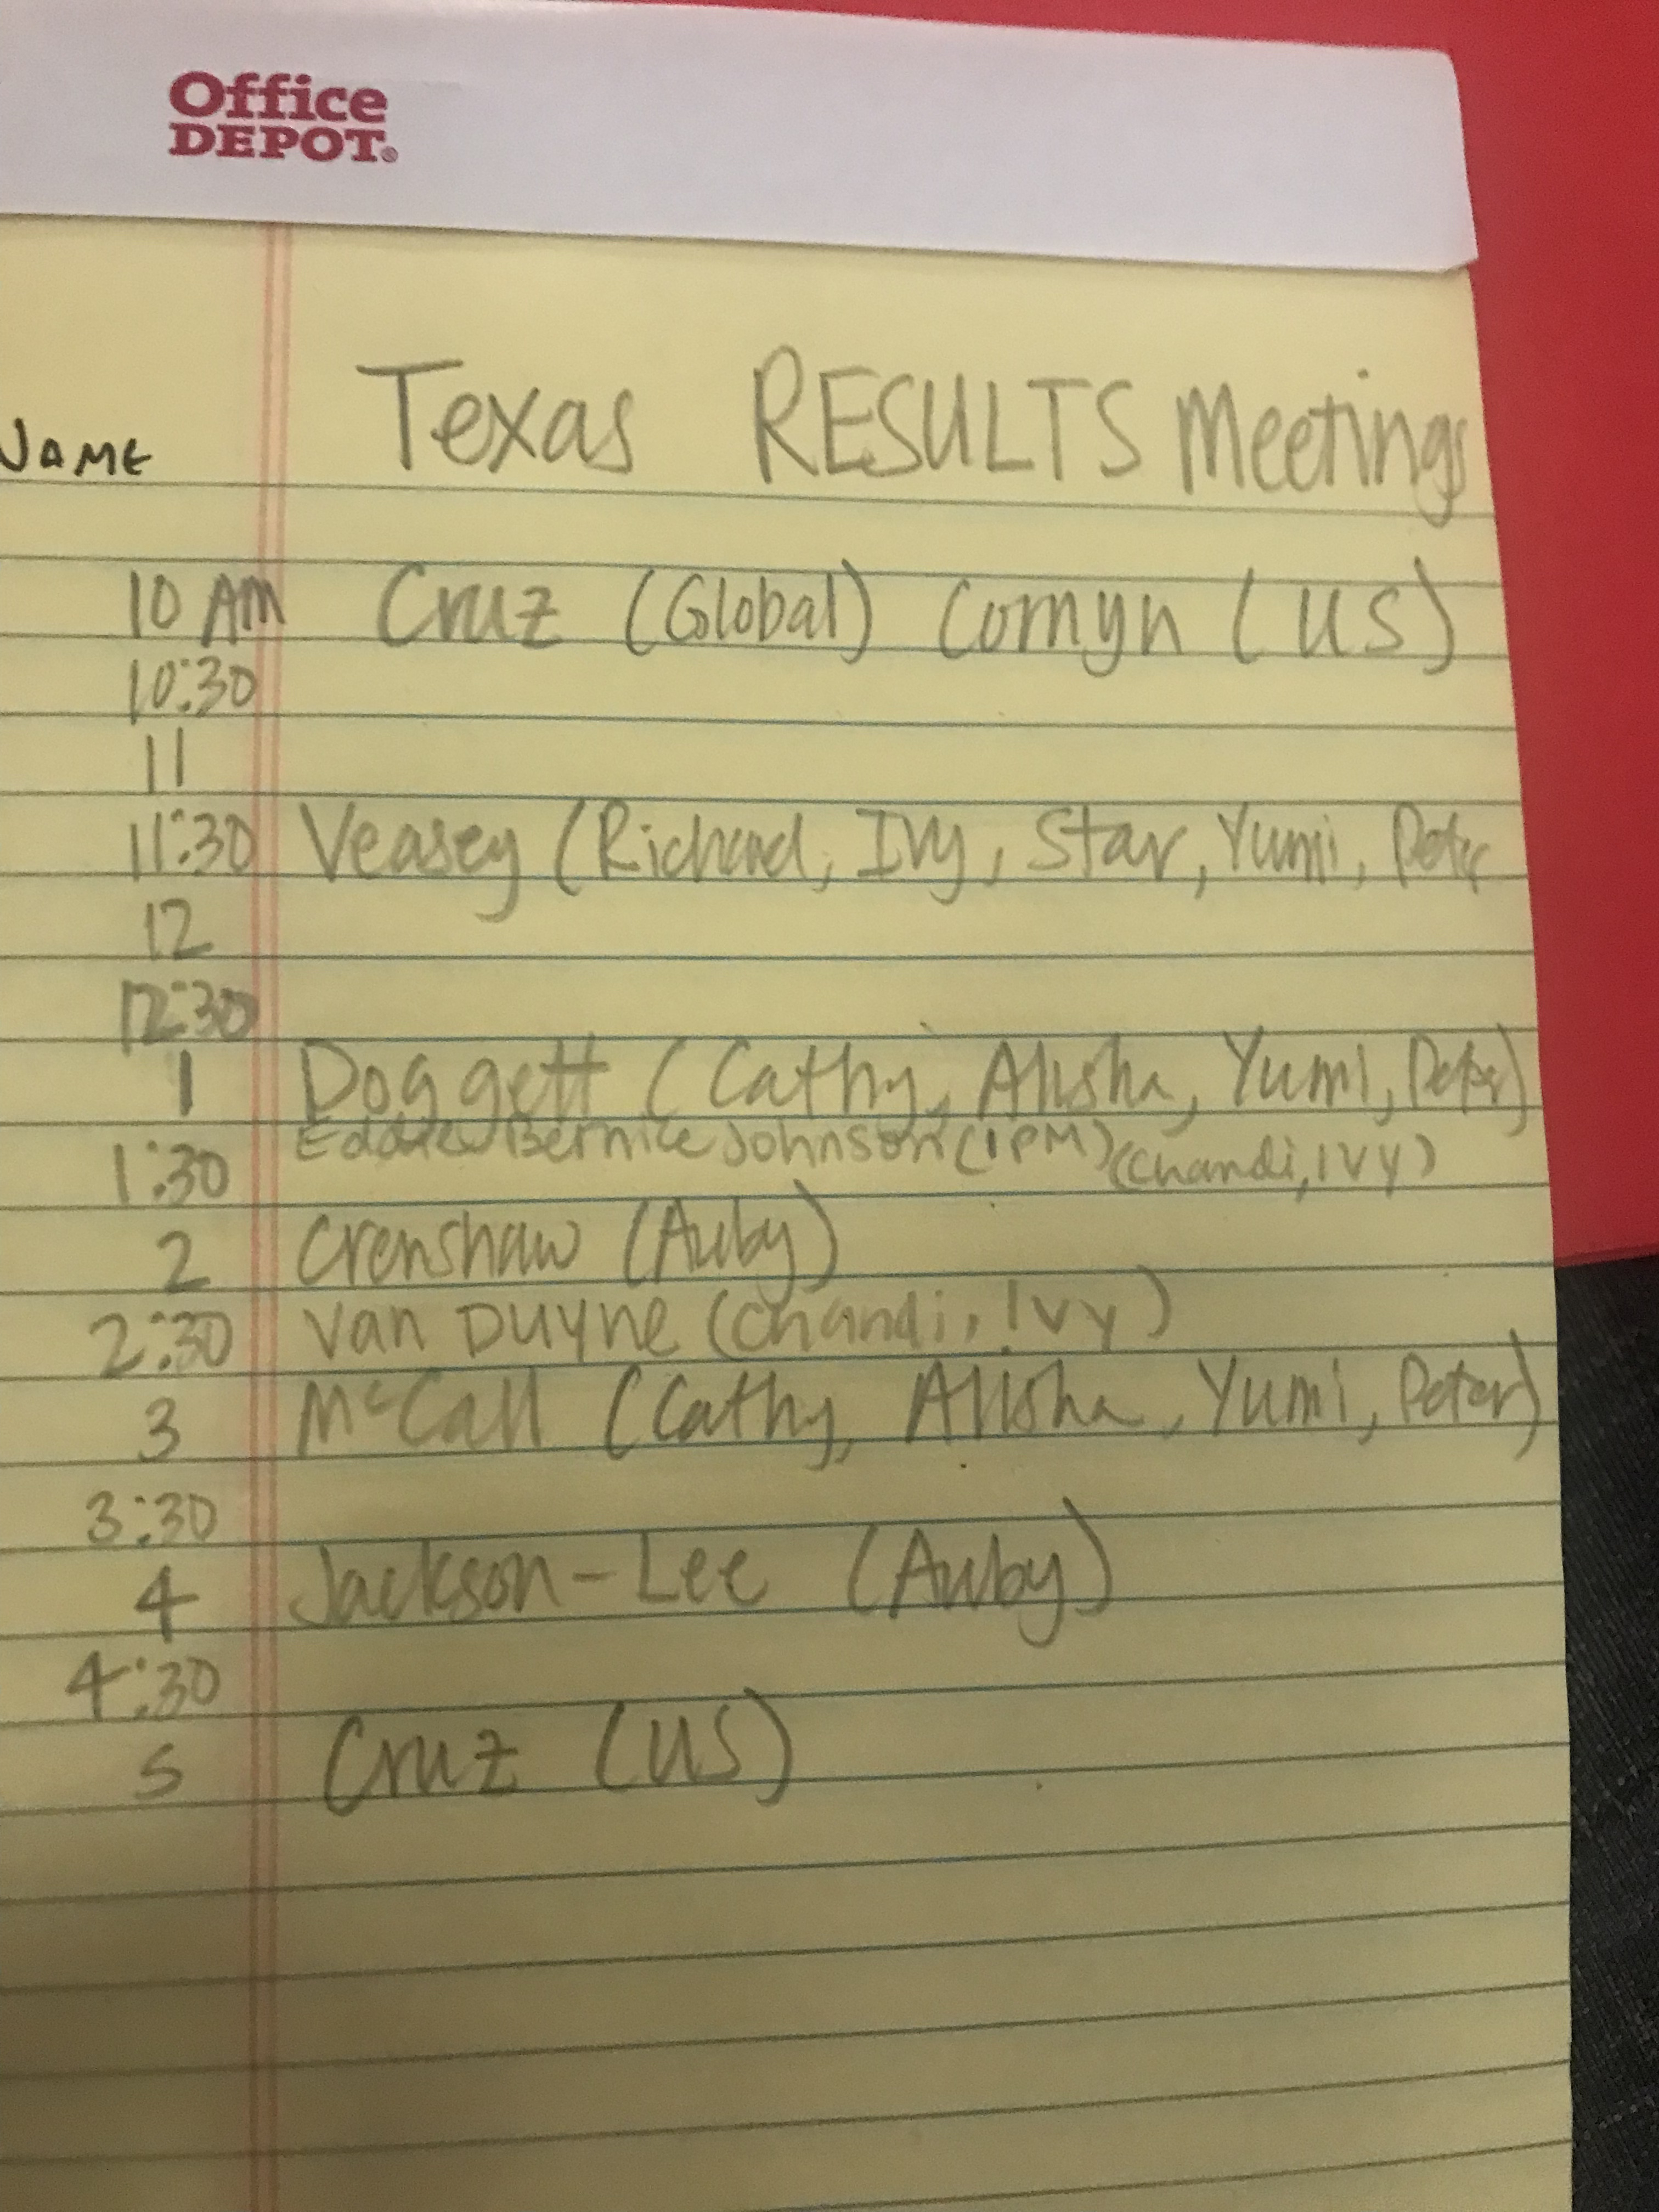 Office
DEPOT®
NAME Texas RESULTS Meetings
10 AM Cruz (Global) Cornyn (US)
10:30
11
11:30 Veasey (Richard, Ivy, Star, Yumi, Peter
12
12:30
1 Doggett (Cathy, Alisha, Yumi, Peter)
1:30 Eddie Bernice Johnson (1PM) (Chandi, IVY)
2 Crenshaw (Auby)
2:30 Van DUYNE (Chandi, IVY)
3 McCall (Cathy, Alisha, Yumi, Peter)
3:30
4 Jackson-Lee (Auby)
4:30
5 Cruz (US)